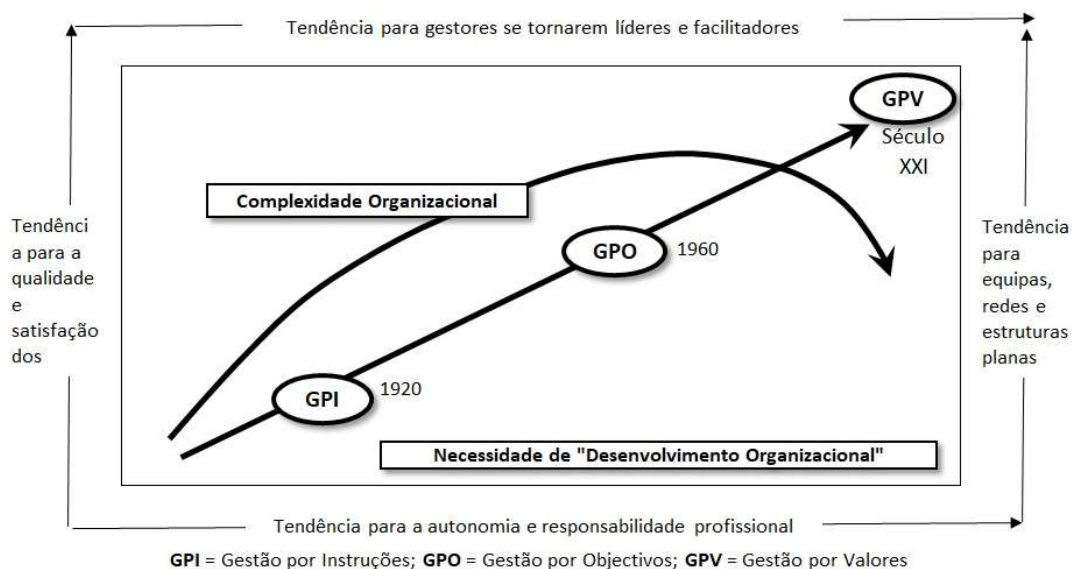 Tendência para gestores se tornarem líderes e facilitadores
GPV
Século
XXI
Complexidade Organizacional
Tendênci
a para a
qualidade
e
satisfação
dos
GPO
1960
Tendência
para
equipas,
redes e
estruturas
planas
GPI
1920
Necessidade de "Desenvolvimento Organizacional"
Tendência para a autonomia e responsabilidade profissional
GPI = Gestão por Instruções; GPO = Gestão por Objectivos; GPV = Gestão por Valores